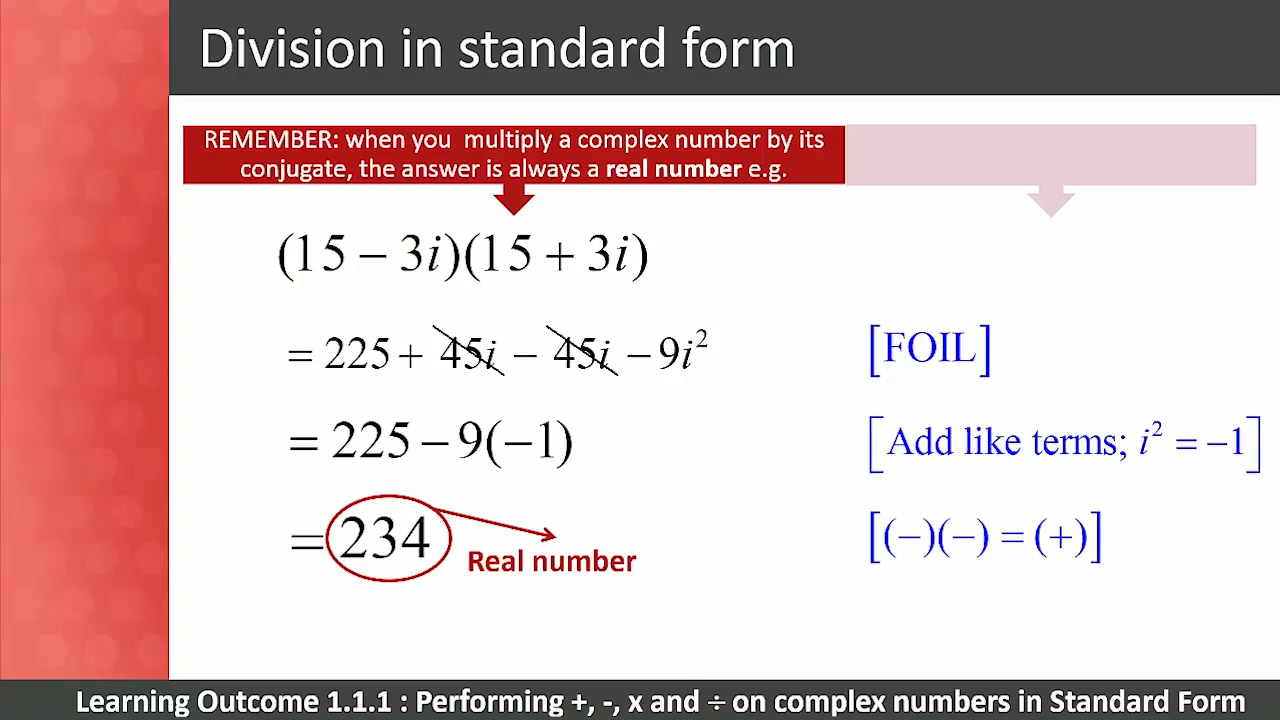 Division in standard form
REMEMBER: when you multiply a complex number by its
conjugate, the answer is always a real number e.g.
(15 − 3i)(15 + 3i)
= 225 + 45i − 45i − 9i² [FOIL]
= 225 − 9(−1) [Add like terms; i² = −1]
= 234 [(−)(−) = (+)]
Real number
Learning Outcome 1.1.1 : Performing +, -, x and ÷ on complex numbers in Standard Form